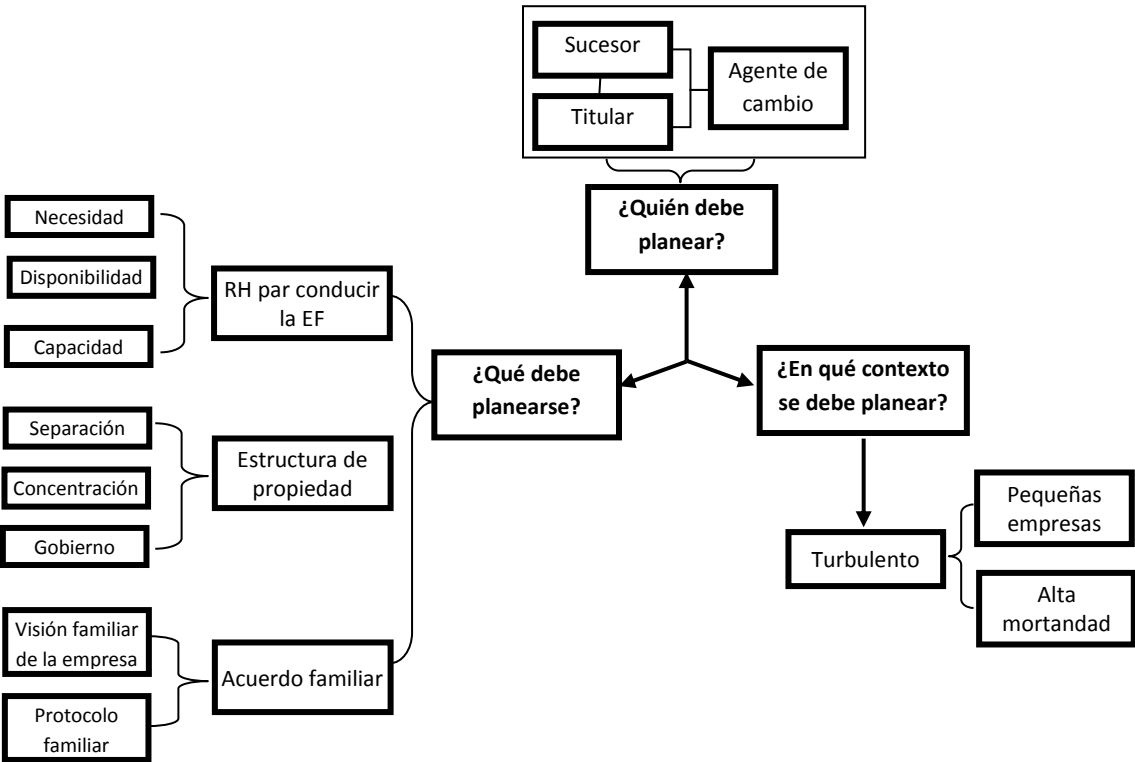 Sucesor
Titular
Agente de
cambio
¿Quién debe
planear?
Necesidad
Disponibilidad
Capacidad
RH par conducir
la EF
¿Qué debe
planearse?
¿En qué contexto
se debe planear?
Separación
Concentración
Gobierno
Estructura de
propiedad
Turbulento
Pequeñas
empresas
Alta
mortandad
Visión familiar
de la empresa
Protocolo
familiar
Acuerdo familiar